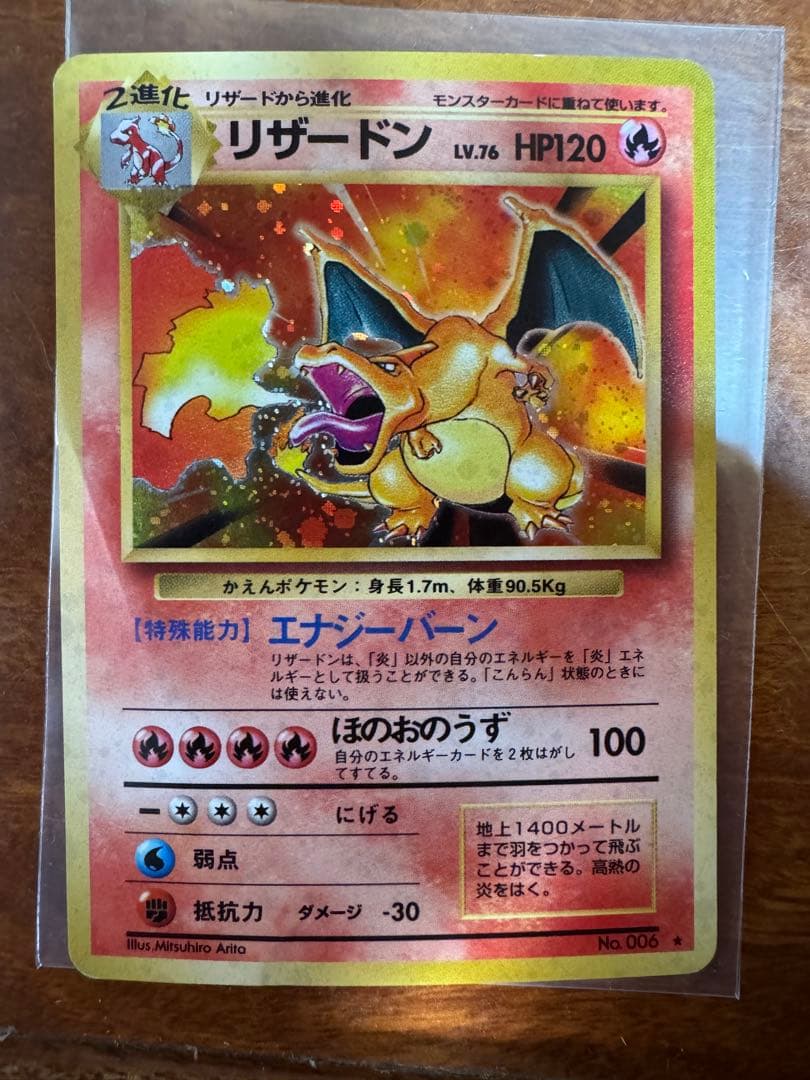 2進化 リザードから進化 モンスターカードに重ねて使います。
リザードン LV.76 HP120
かえんポケモン：身長1.7m、体重90.5Kg
【特殊能力】 エナジーバーン
リザードンは、「炎」以外の自分のエネルギーを「炎」エネ
ルギーとして扱うことができる。「こんらん」状態のときに
は使えない。
ほのおのうず 100
自分のエネルギーカードを２枚はがし
てすてる。
ー にげる
弱点
抵抗力 ダメージ -30
地上1400メートル
まで羽をつかって飛ぶ
ことができる。高熱の
炎をはく。
Illus.Mitsuhiro Arita
No. 006 ★